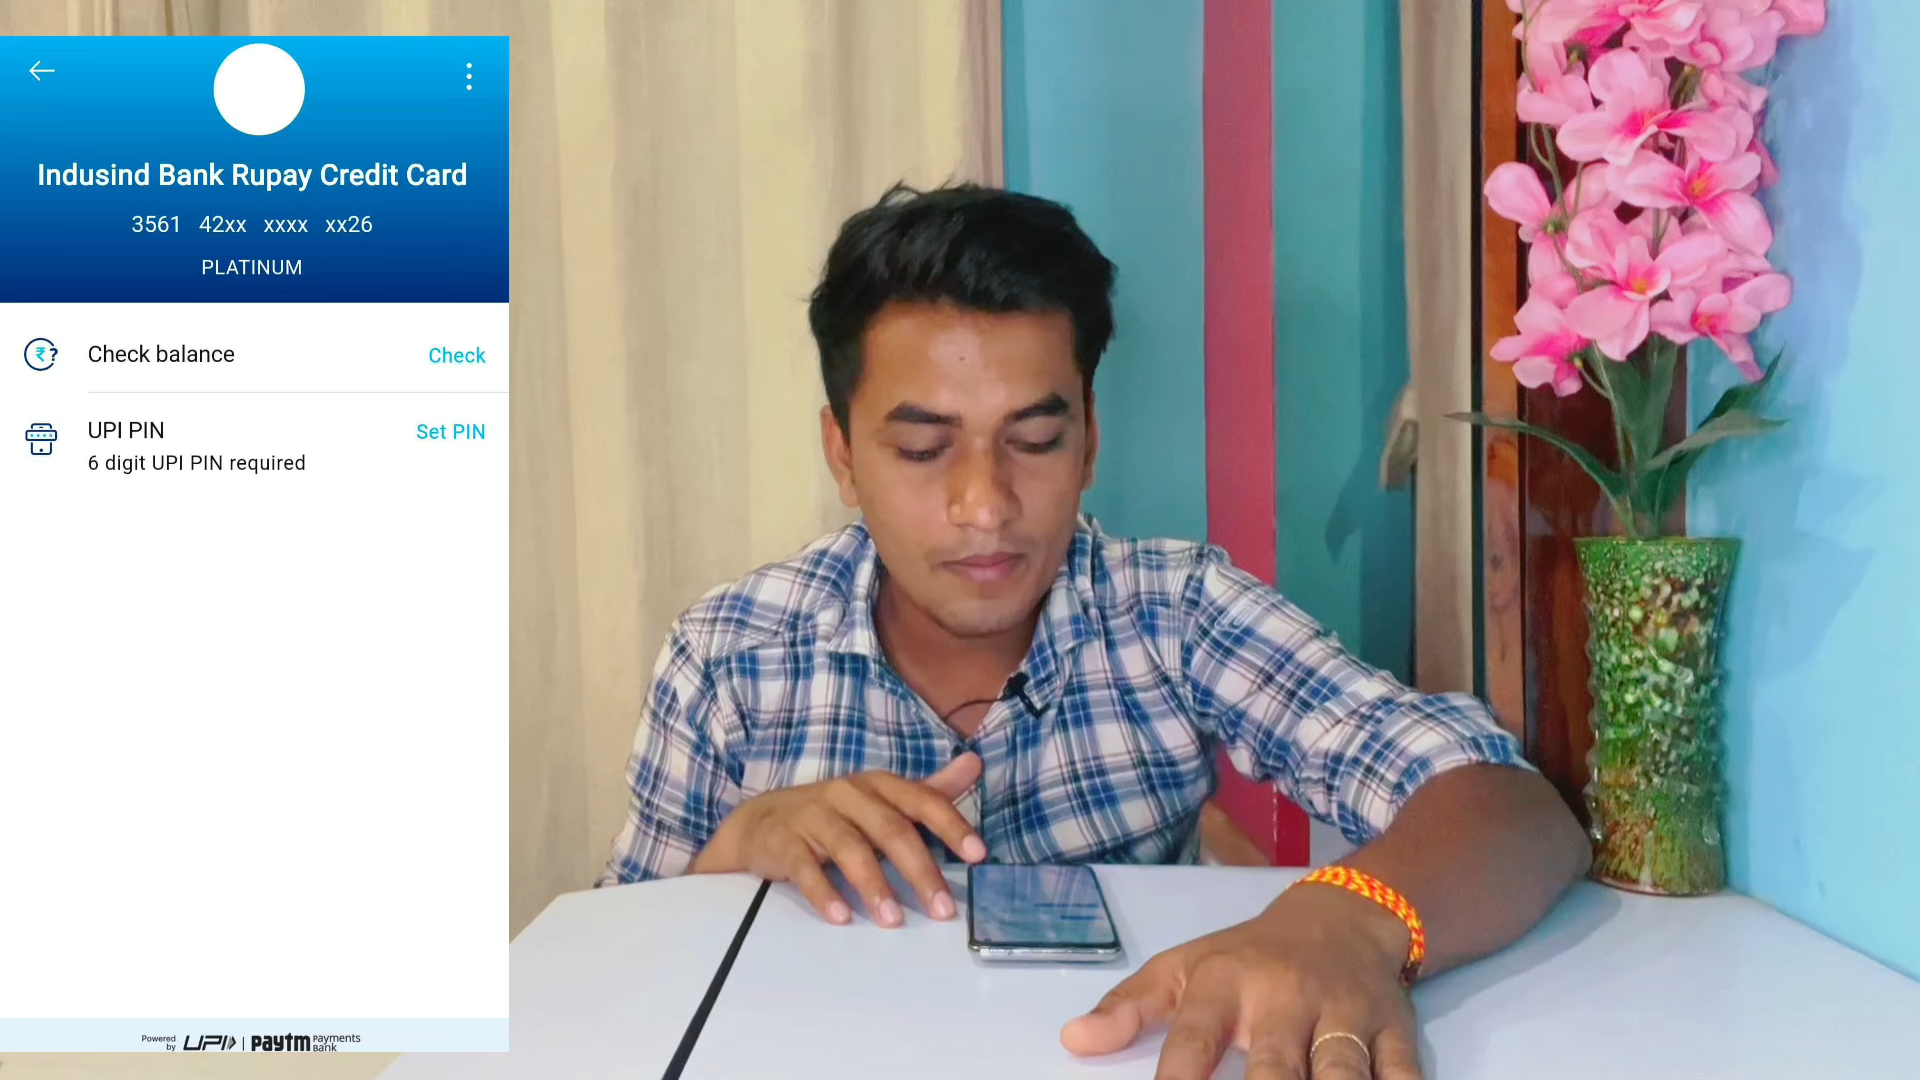 Indusind Bank Rupay Credit Card
3561 42xx xxxx xx26
PLATINUM
₹?
Check balance Check
UPI PIN Set PIN
6 digit UPI PIN required
Powered by UPI | paytm Payments Bank